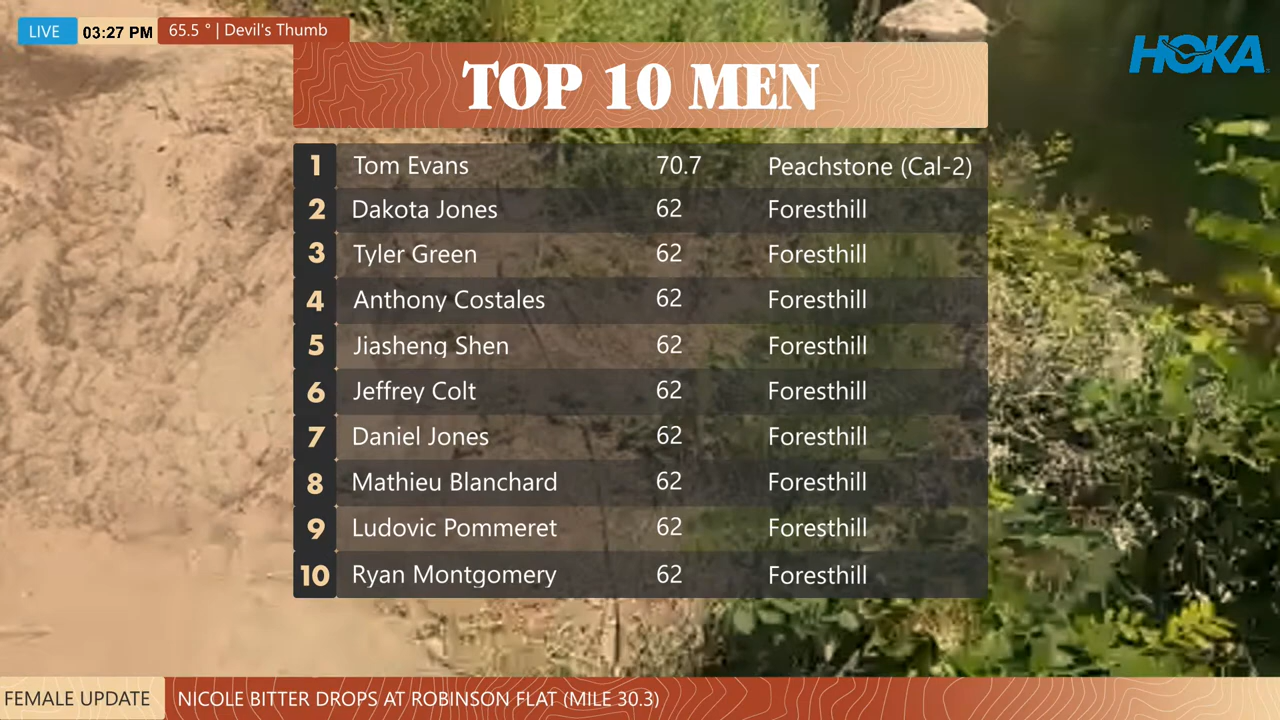 LIVE 03:27 PM 65.5 ° | Devil's Thumb
HOKA
TOP 10 MEN
1 Tom Evans 70.7 Peachstone (Cal-2)
2 Dakota Jones 62 Foresthill
3 Tyler Green 62 Foresthill
4 Anthony Costales 62 Foresthill
5 Jiasheng Shen 62 Foresthill
6 Jeffrey Colt 62 Foresthill
7 Daniel Jones 62 Foresthill
8 Mathieu Blanchard 62 Foresthill
9 Ludovic Pommeret 62 Foresthill
10 Ryan Montgomery 62 Foresthill
FEMALE UPDATE NICOLE BITTER DROPS AT ROBINSON FLAT (MILE 30.3)